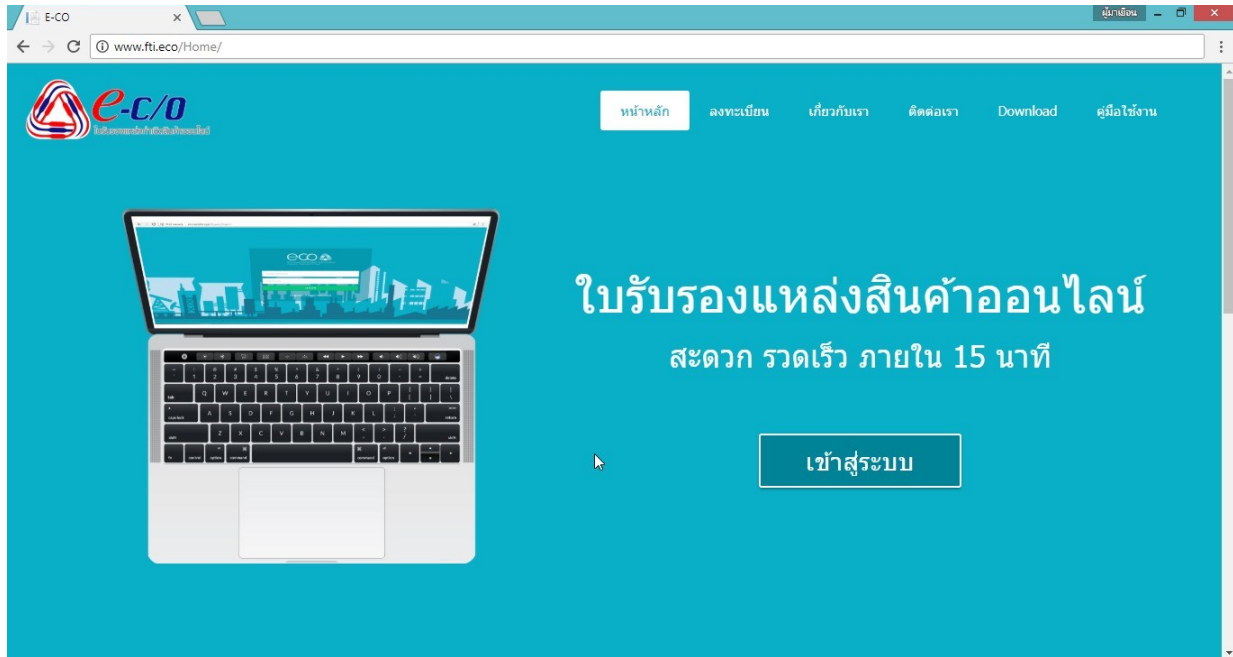 E-CO
ผู้มาเยือน
www.fti.eco/Home/
e-c/o
หน้าหลัก
ลงทะเบียน
เกี่ยวกับเรา
ติดต่อเรา
Download
คู่มือใช้งาน
eco
ใบรับรองแหล่งสินค้าออนไลน์
สะดวก รวดเร็ว ภายใน 15 นาที
เข้าสู่ระบบ